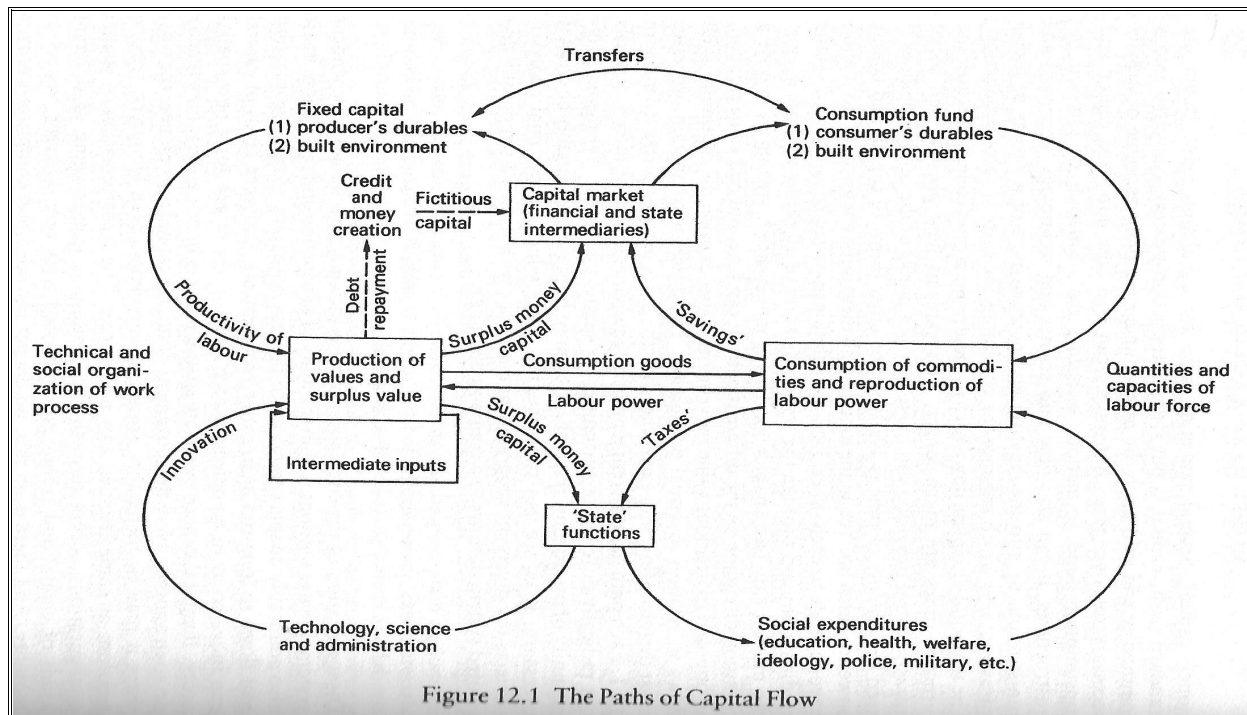 Transfers
Fixed capital
(1) producer's durables
(2) built environment
Consumption fund
(1) consumer's durables
(2) built environment
Credit
and
money
creation
Fictitious
capital
Capital market
(financial and state
intermediaries)
Debt
repayment
Productivity of
labour
Surplus money
capital
'Savings'
Technical and
social organi-
zation of work
process
Production of
values and
surplus value
Consumption goods
Labour power
Consumption of commodi-
ties and reproduction of
labour power
Quantities and
capacities of
labour force
Innovation
Intermediate inputs
Surplus money
capital
'Taxes'
'State'
functions
Technology, science
and administration
Social expenditures
(education, health, welfare,
ideology, police, military, etc.)
Figure 12.1 The Paths of Capital Flow